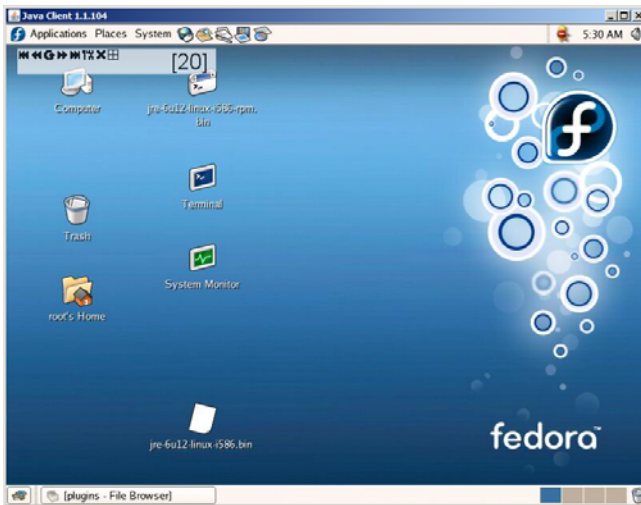 Java Client 1.1.104
Applications Places System
5:30 AM
[20]
Computer
jre-6u12-linux-i586-rpm.
bin
Terminal
Trash
System Monitor
root's Home
jre-6u12-linux-i586.bin
fedora™
[plugins - File Browser]